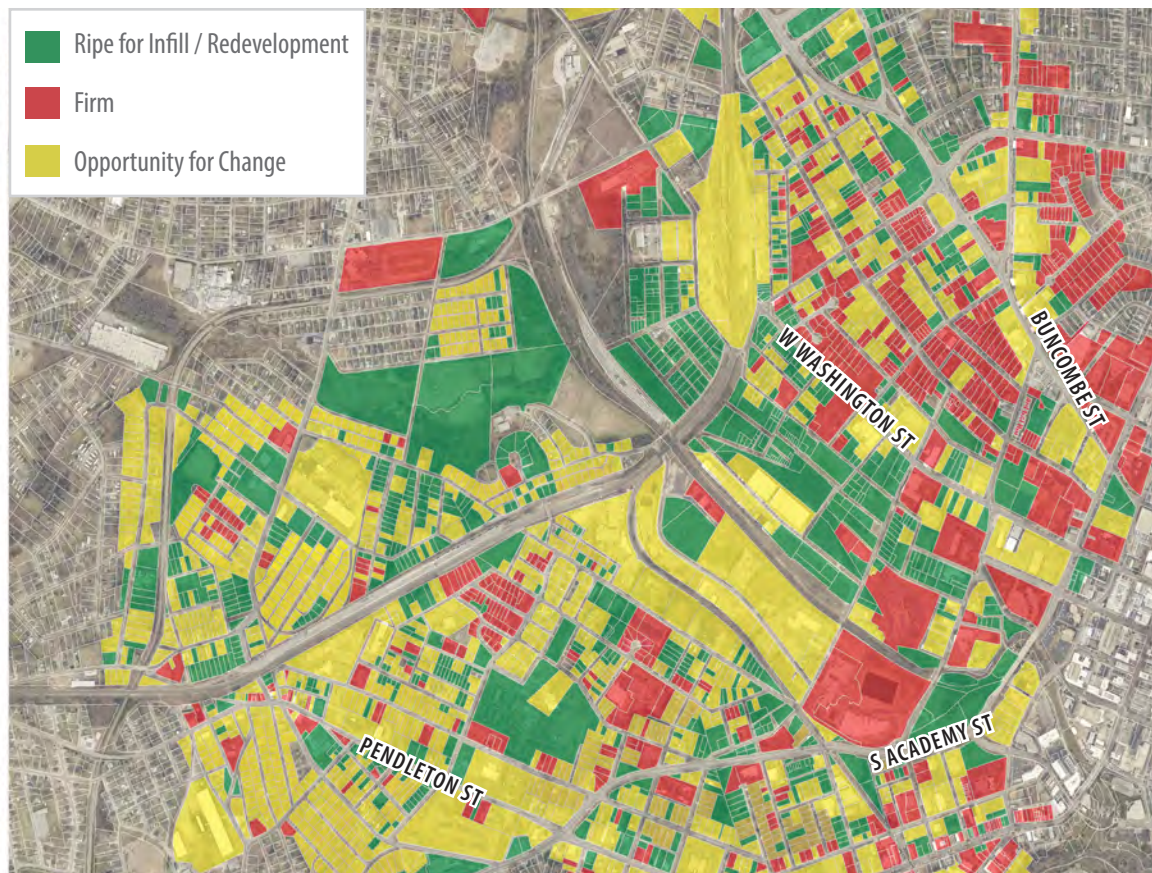 Ripe for Infill / Redevelopment
Firm
Opportunity for Change
BUNCOMBE ST
W WASHINGTON ST
S ACADEMY ST
PENDLETON ST